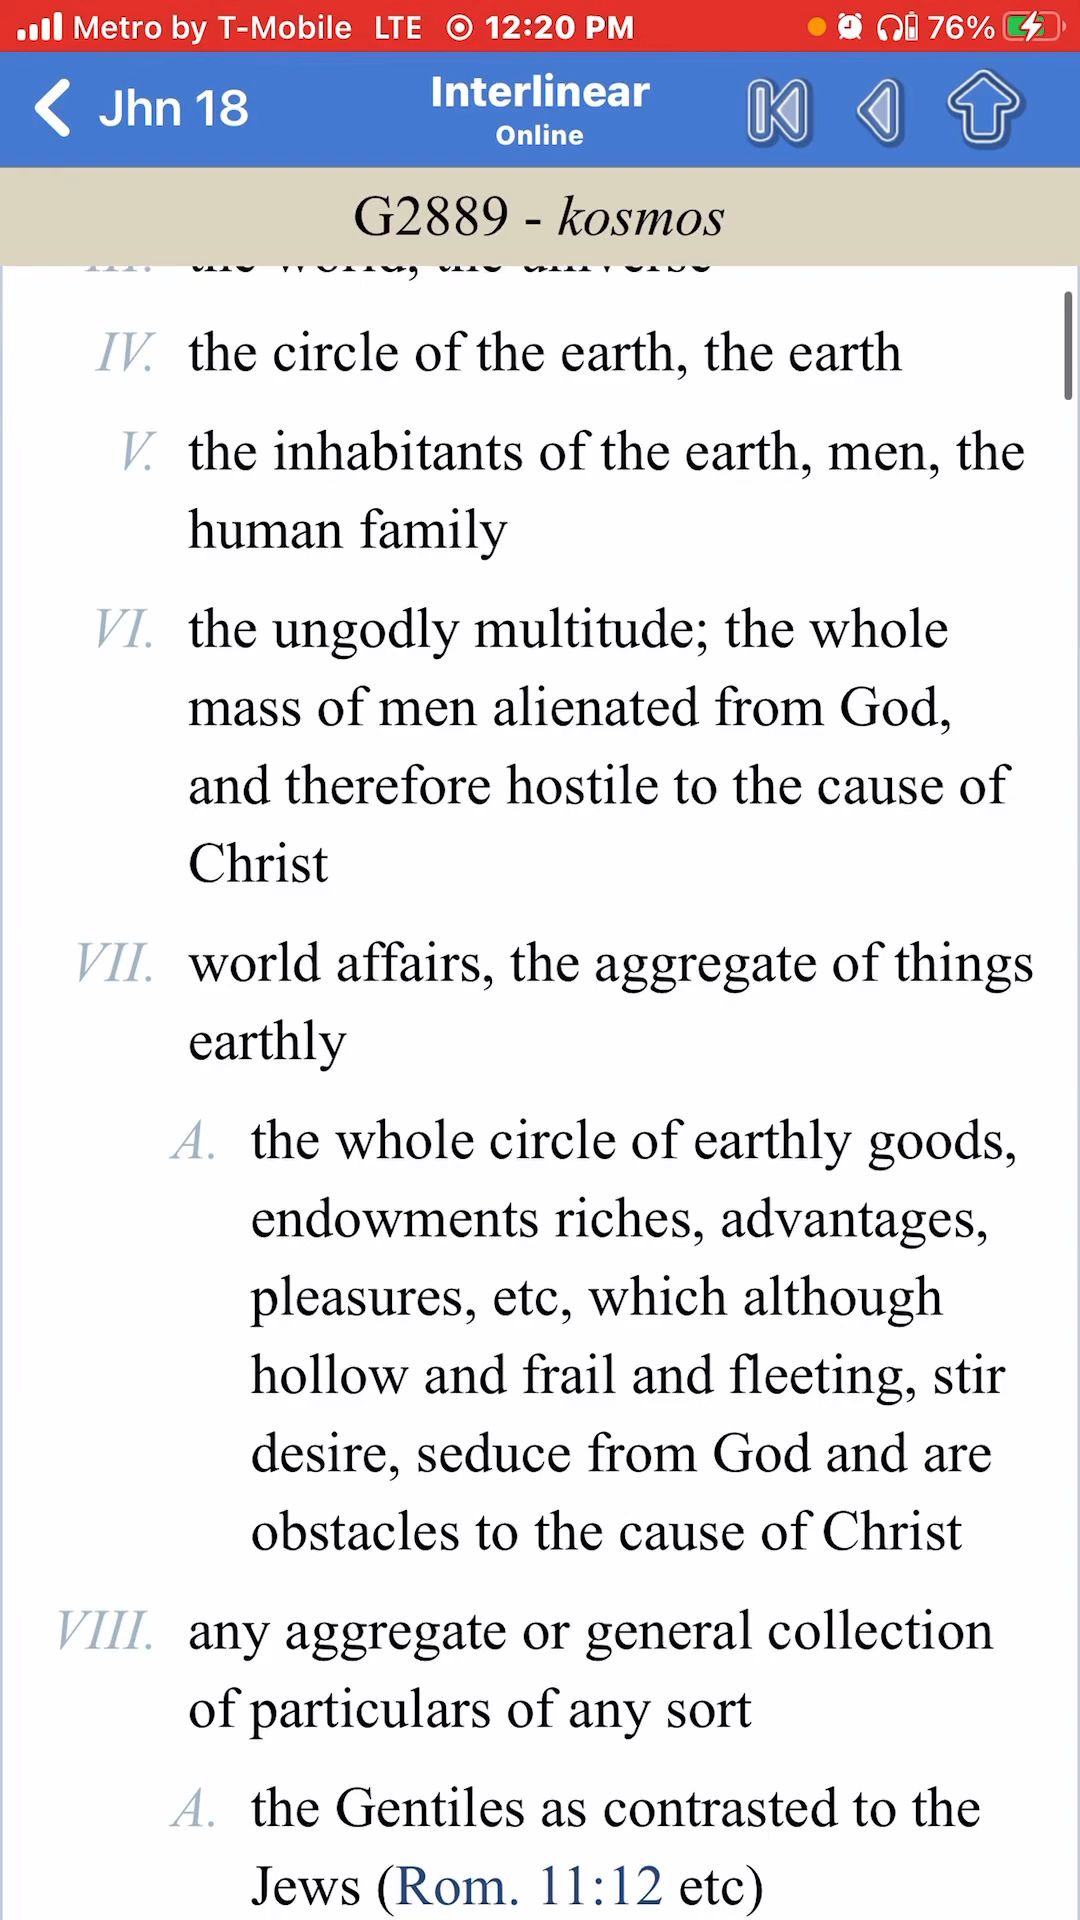 Metro by T-Mobile LTE 12:20 PM 76%
Jhn 18 Interlinear
Online
G2889 - kosmos
III. the world, the universe
IV. the circle of the earth, the earth
V. the inhabitants of the earth, men, the
human family
VI. the ungodly multitude; the whole
mass of men alienated from God,
and therefore hostile to the cause of
Christ
VII. world affairs, the aggregate of things
earthly
A. the whole circle of earthly goods,
endowments riches, advantages,
pleasures, etc, which although
hollow and frail and fleeting, stir
desire, seduce from God and are
obstacles to the cause of Christ
VIII. any aggregate or general collection
of particulars of any sort
A. the Gentiles as contrasted to the
Jews (Rom. 11:12 etc)